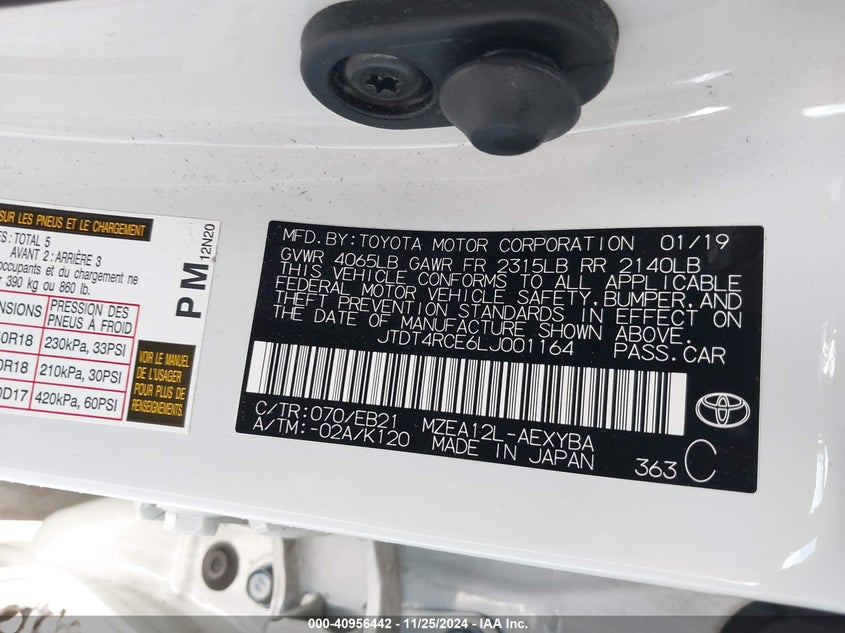 SUR LES PNEUS ET LE CHARGEMENT
: TOTAL 5
AVANT 2: ARRIÈRE 3
occupants et du chargement ne
390 kg ou 860 lb.
PRESSION DES
PNEUS À FROID
0R18 230kPa, 33PSI
0R18 210kPa, 30PSI
0D17 420kPa, 60PSI
PM
12N20
VOIR LE MANUEL
DE L'USAGER
POUR PLUS DE
RENSEIGNEMENTS
MFD.BY:TOYOTA MOTOR CORPORATION 01/19
GVWR 4065LB GAWR FR 2315LB RR 2140LB
THIS VEHICLE CONFORMS TO ALL APPLICABLE
FEDERAL MOTOR VEHICLE SAFETY,BUMPER,AND
THEFT PREVENTION STANDARDS IN EFFECT ON
THE DATE OF MANUFACTURE SHOWN ABOVE.
JTDT4RCE6LJ001164 PASS.CAR
C/TR:070/EB21 MZEA12L-AEXYBA
A/TM:-02A/K120 MADE IN JAPAN 363 C
000-40956442 - 11/25/2024 - IAA Inc.